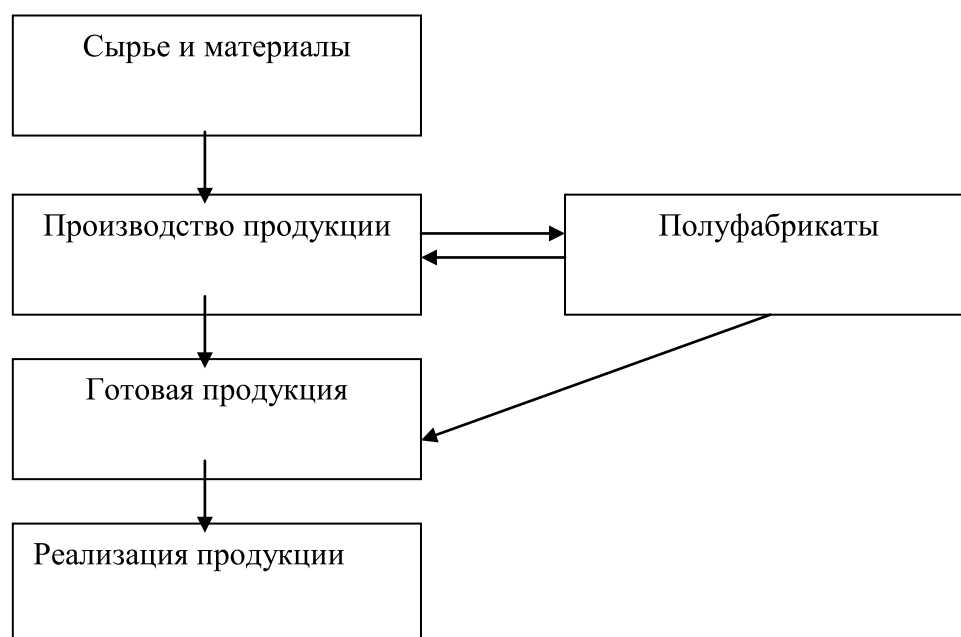 Сырье и материалы
Производство продукции
Полуфабрикаты
Готовая продукция
Реализация продукции